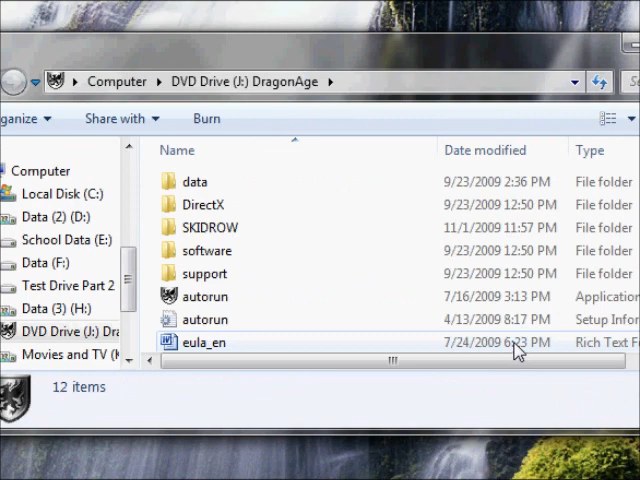 Computer DVD Drive (J:) DragonAge
ganize Share with Burn
Name Date modified Type
Computer
Local Disk (C:)
Data (2) (D:)
School Data (E:)
Data (F:)
Test Drive Part 2
Data (3) (H:)
DVD Drive (J:) Dra
Movies and TV (K
data 9/23/2009 2:36 PM File folder
DirectX 9/23/2009 12:50 PM File folder
SKIDROW 11/1/2009 11:57 PM File folder
software 9/23/2009 12:50 PM File folder
support 9/23/2009 12:50 PM File folder
autorun 7/16/2009 3:13 PM Application
autorun 4/13/2009 8:17 PM Setup Infor
eula_en 7/24/2009 6:23 PM Rich Text Fo
12 items